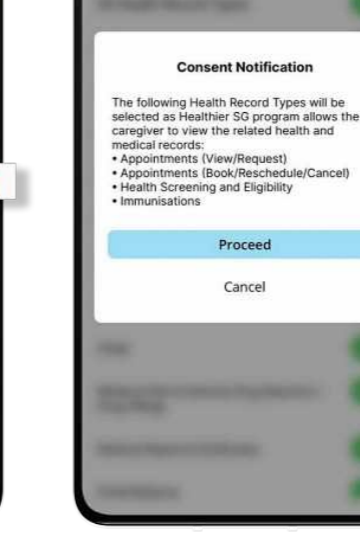 Consent Notification
The following Health Record Types will be
selected as Healthier SG program allows the
caregiver to view the related health and
medical records:
• Appointments (View/Request)
• Appointments (Book/Reschedule/Cancel)
• Health Screening and Eligibility
• Immunisations
Proceed
Cancel